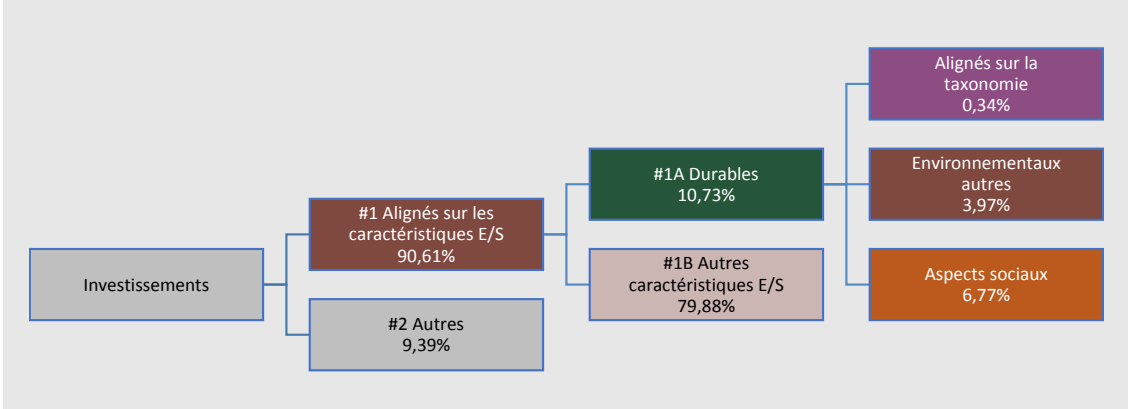 Investissements
#1 Alignés sur les
caractéristiques E/S
90,61%
#2 Autres
9,39%
#1A Durables
10,73%
#1B Autres
caractéristiques E/S
79,88%
Alignés sur la
taxonomie
0,34%
Environnementaux
autres
3,97%
Aspects sociaux
6,77%